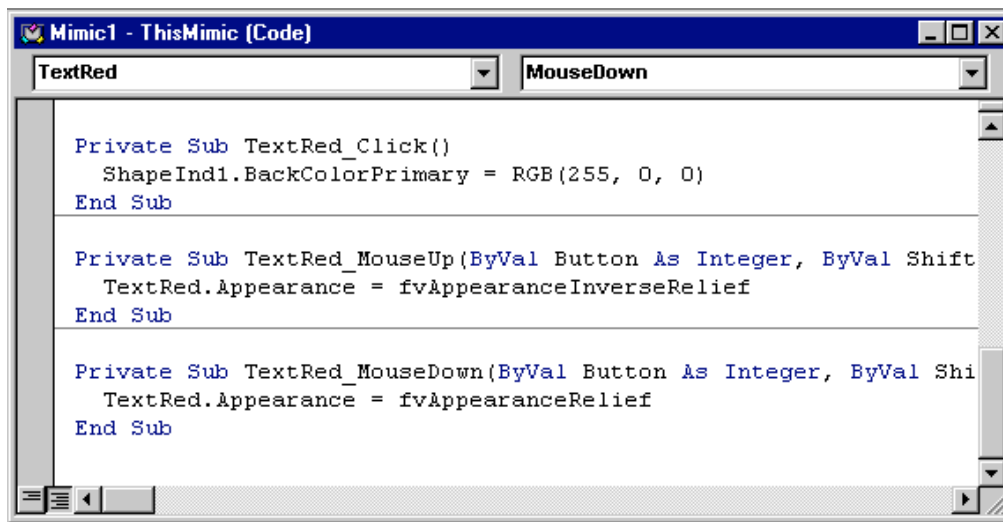 Mimic1 - ThisMimic (Code)
TextRed MouseDown
Private Sub TextRed_Click()
ShapeInd1.BackColorPrimary = RGB(255, 0, 0)
End Sub
Private Sub TextRed_MouseUp(ByVal Button As Integer, ByVal Shift
TextRed.Appearance = fvAppearanceInverseRelief
End Sub
Private Sub TextRed_MouseDown(ByVal Button As Integer, ByVal Shi
TextRed.Appearance = fvAppearanceRelief
End Sub